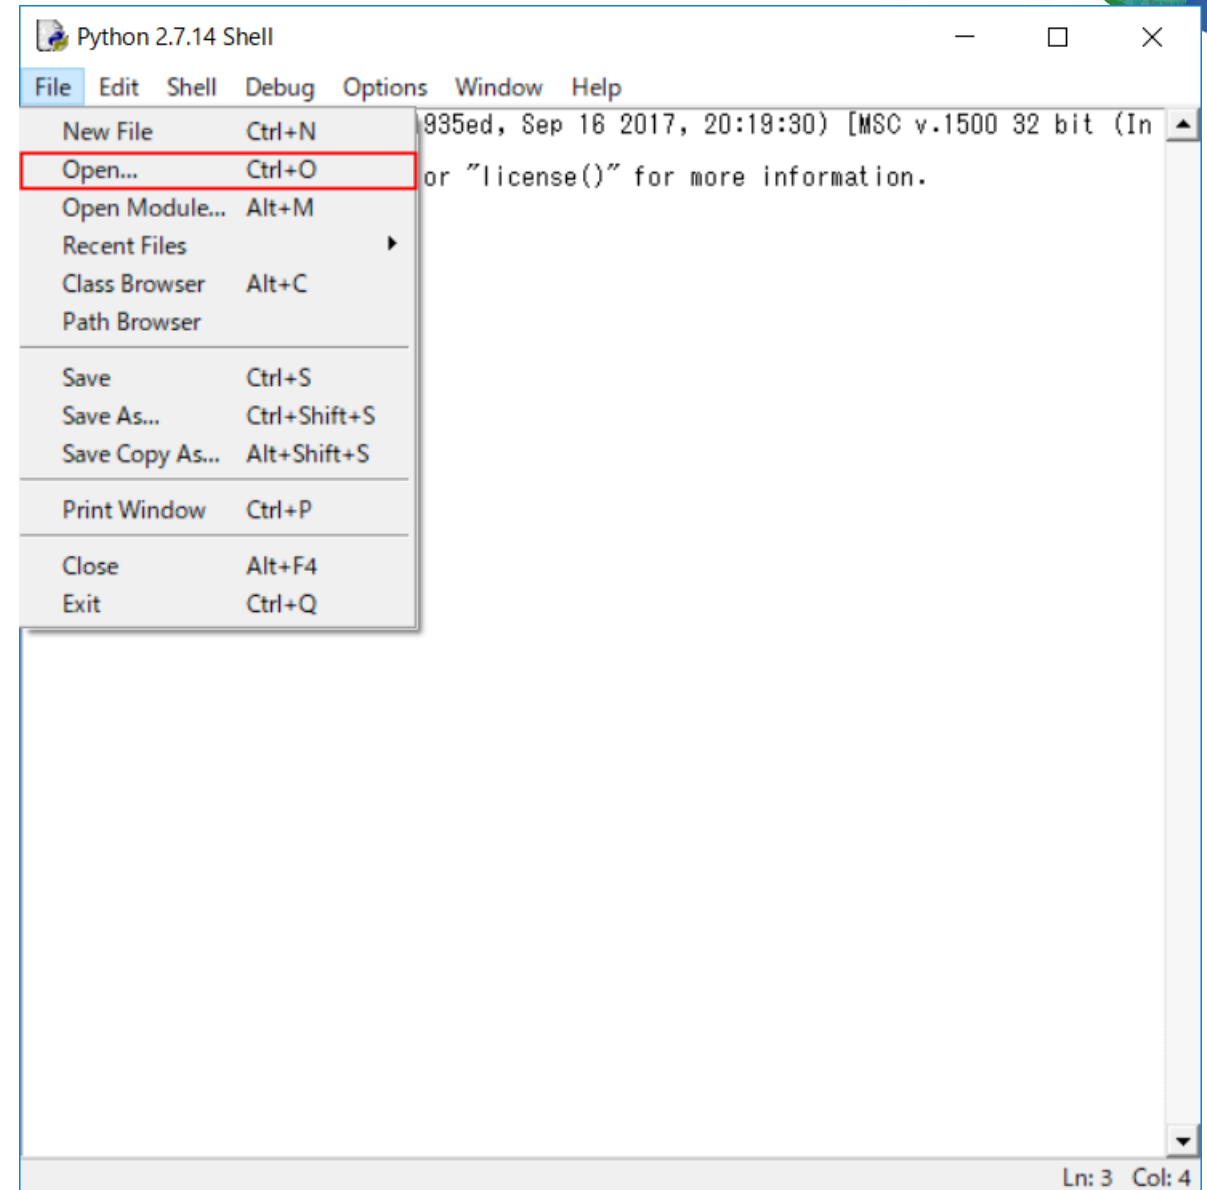 Python 2.7.14 Shell
File Edit Shell Debug Options Window Help
935ed, Sep 16 2017, 20:19:30) [MSC v.1500 32 bit (In
or "license()" for more information.
New File Ctrl+N
Open... Ctrl+O
Open Module... Alt+M
Recent Files
Class Browser Alt+C
Path Browser
Save Ctrl+S
Save As... Ctrl+Shift+S
Save Copy As... Alt+Shift+S
Print Window Ctrl+P
Close Alt+F4
Exit Ctrl+Q
Ln: 3 Col: 4